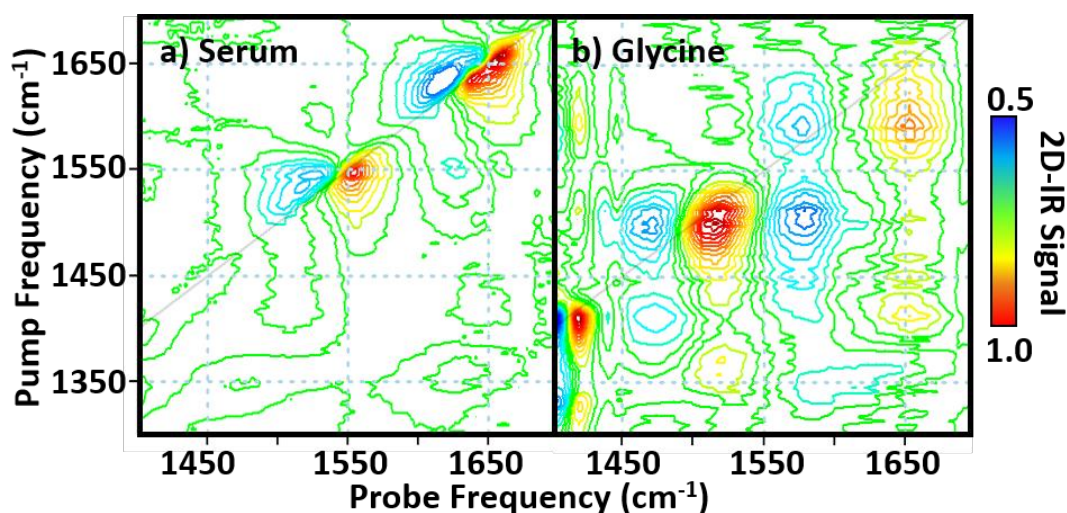 a) Serum
b) Glycine
Pump Frequency (cm⁻¹)
1650
1550
1450
1350
1450 1550 1650
1450 1550 1650
Probe Frequency (cm⁻¹)
0.5
2D-IR Signal
1.0